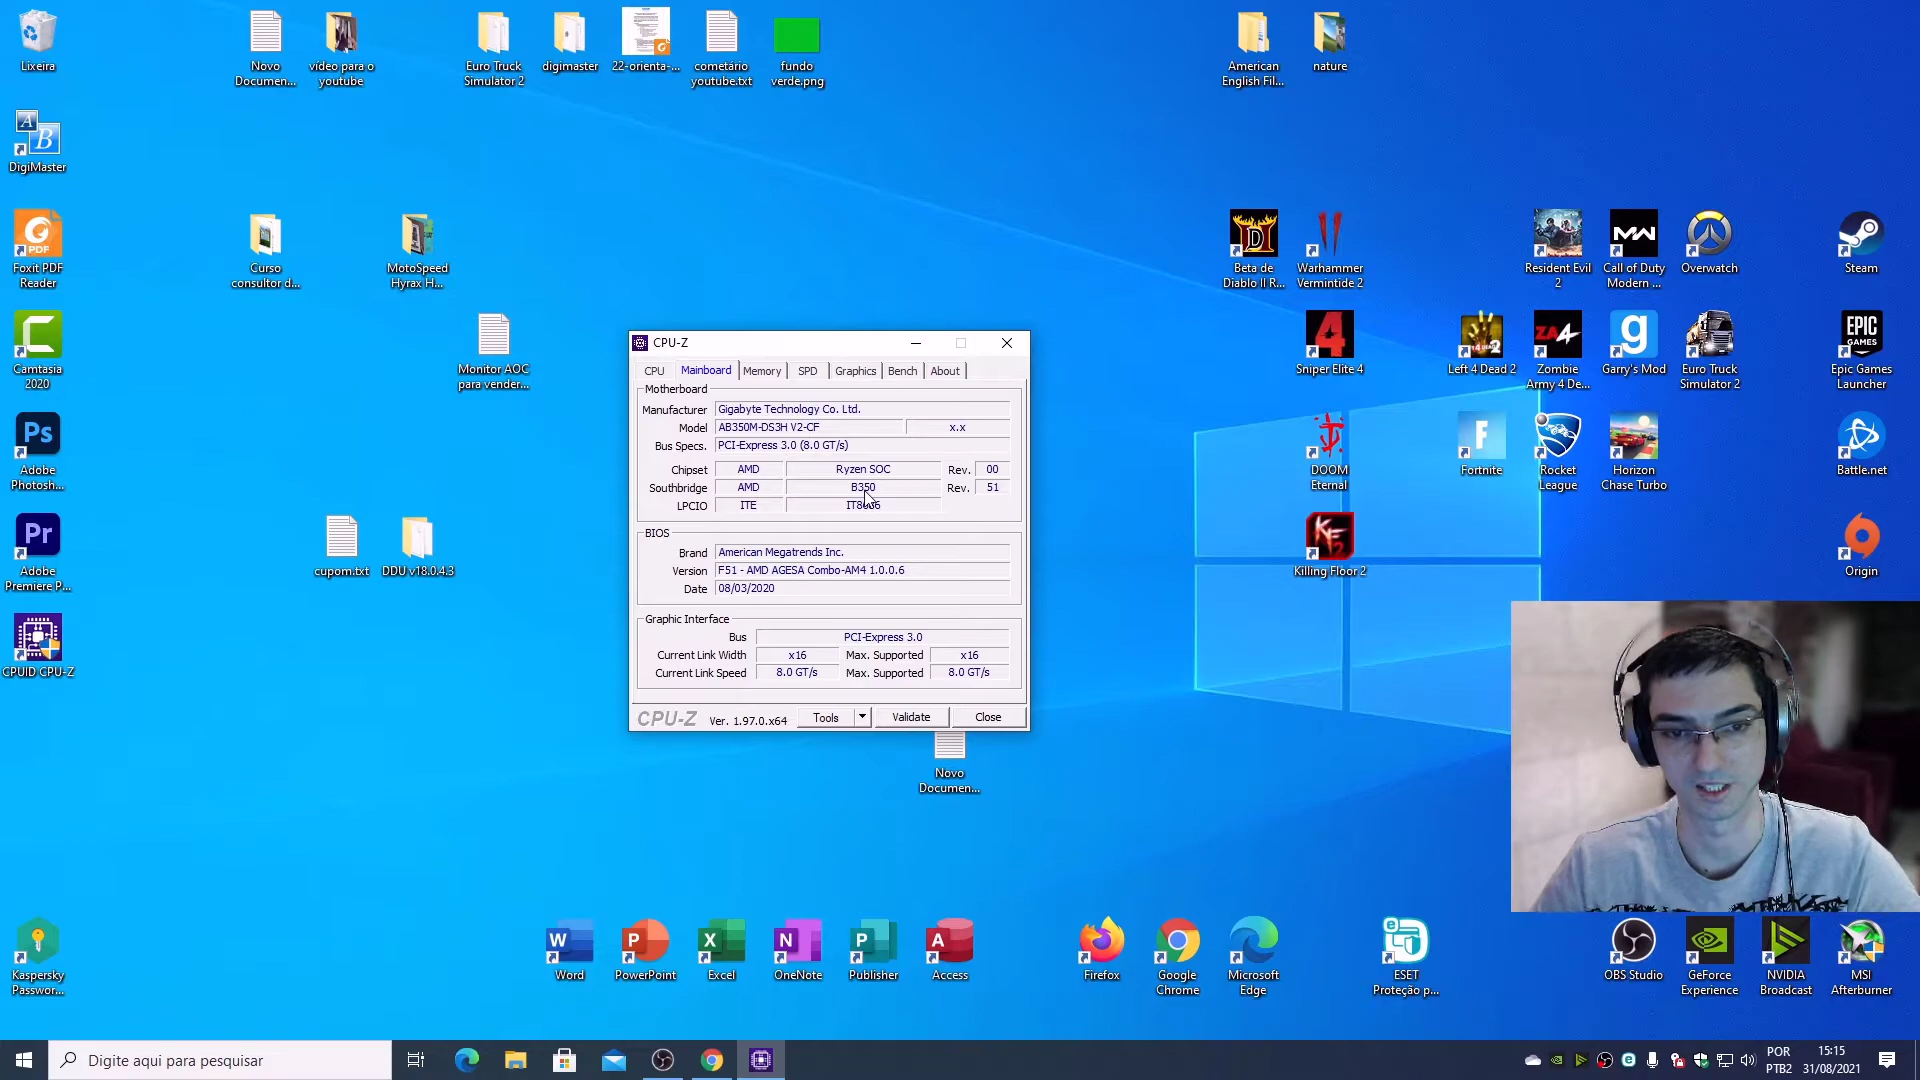 Lixeira
Novo
Documen...
vídeo para o
youtube
Euro Truck
Simulator 2
digimaster
22-orienta-...
cometário
youtube.txt
fundo
verde.png
American
English Fil...
nature
DigiMaster
Foxit PDF
Reader
Curso
consultor d...
MotoSpeed
Hyrax H...
Beta de
Diablo II R...
Warhammer
Vermintide 2
Resident Evil
2
Call of Duty
Modern ...
Overwatch
Steam
Camtasia
2020
Monitor AOC
para vender...
Sniper Elite 4
Left 4 Dead 2
Zombie
Army 4 De...
Garry's Mod
Euro Truck
Simulator 2
EPIC
GAMES
Epic Games
Launcher
CPU-Z
CPU
Mainboard
Memory
SPD
Graphics
Bench
About
Motherboard
Manufacturer Gigabyte Technology Co. Ltd.
Model AB350M-DS3H V2-CF x.x
Bus Specs. PCI-Express 3.0 (8.0 GT/s)
Chipset AMD Ryzen SOC Rev. 00
Southbridge AMD B350 Rev. 51
LPCIO ITE
BIOS
Brand American Megatrends Inc.
Version F51 - AMD AGESA Combo-AM4 1.0.0.6
Date 08/03/2020
Graphic Interface
Bus PCI-Express 3.0
Current Link Width x16 Max. Supported x16
Current Link Speed 8.0 GT/s Max. Supported 8.0 GT/s
CPU-Z Ver. 1.97.0.x64 Tools Validate Close
Adobe
Photosh...
DOOM
Eternal
Fortnite
Rocket
League
Horizon
Chase Turbo
Battle.net
Adobe
Premiere P...
cupom.txt
DDU v18.0.4.3
Killing Floor 2
Origin
CPUID CPU-Z
Novo
Documen...
Kaspersky
Passwor...
Word
PowerPoint
Excel
OneNote
Publisher
Access
Firefox
Google
Chrome
Microsoft
Edge
ESET
Proteção p...
OBS Studio
GeForce
Experience
NVIDIA
Broadcast
MSI
Afterburner
Digite aqui para pesquisar
POR
PTB2
15:15
31/08/2021